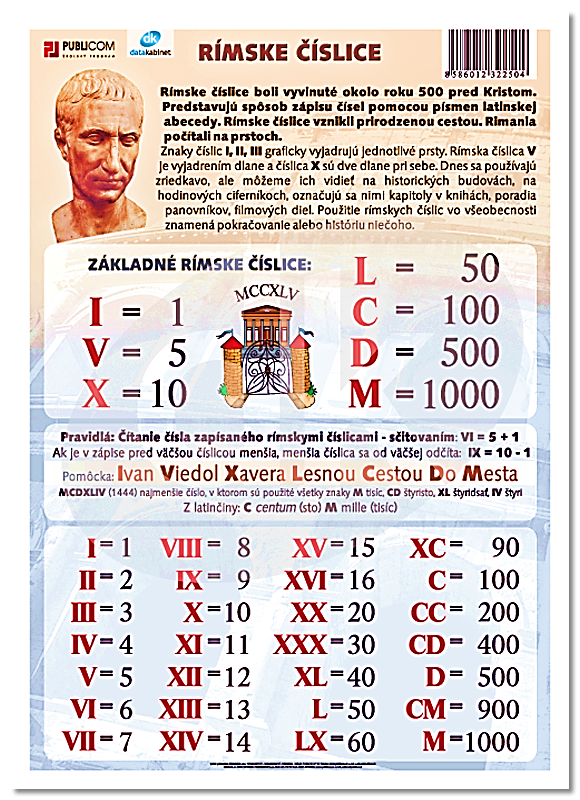 PUBLICOM
ŠKOLSKÝ PROGRAM
dk
datakabinet
RÍMSKE ČÍSLICE
8586012322504
Rímske číslice boli vyvinuté okolo roku 500 pred Kristom.
Predstavujú spôsob zápisu čísel pomocou písmen latinskej
abecedy. Rímske číslice vznikli prirodzenou cestou. Rimania
počítali na prstoch.
Znaky číslic I, II, III graficky vyjadrujú jednotlivé prsty. Rímska číslica V
je vyjadrením dlane a číslica X sú dve dlane pri sebe. Dnes sa používajú
zriedkavo, ale môžeme ich vidieť na historických budovách, na
hodinových ciferníkoch, označujú sa nimi kapitoly v knihách, poradia
panovníkov, filmových diel. Použitie rímskych číslic vo všeobecnosti
znamená pokračovanie alebo históriu niečoho.
ZÁKLADNÉ RÍMSKE ČÍSLICE:
I = 1
V = 5
X = 10
MCCXLV
L = 50
C = 100
D = 500
M = 1000
Pravidlá: Čítanie čísla zapísaného rímskymi číslicami - sčitovaním: VI = 5 + 1
Ak je v zápise pred väčšou číslicou menšia, menšia číslica sa od väčšej odčíta: IX = 10 - 1
Pomôcka: Ivan Viedol Xavera Lesnou Cestou Do Mesta
MCDXLIV (1444) najmenšie číslo, v ktorom sú použité všetky znaky M tisíc, CD štyristo, XL štyridsať, IV štyri
Z latinčiny: C centum (sto) M mille (tisíc)
I = 1 VIII = 8 XV = 15 XC = 90
II = 2 IX = 9 XVI = 16 C = 100
III = 3 X = 10 XX = 20 CC = 200
IV = 4 XI = 11 XXX = 30 CD = 400
V = 5 XII = 12 XL = 40 D = 500
VI = 6 XIII = 13 L = 50 CM = 900
VII = 7 XIV = 14 LX = 60 M = 1000